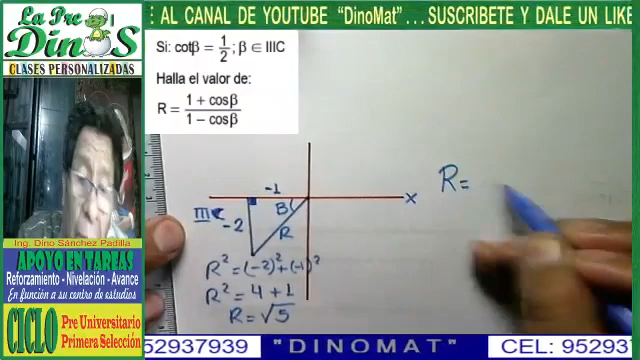 La Pre
DinoS
CLASES PERSONALIZADAS
E AL CANAL DE YOUTUBE "DinoMat"... SUSCRIBETE Y DALE UN LIKE
Si: cotβ = 1/2 ; β ∈ IIIC
Halla el valor de:
R = (1 + cosβ)/(1 − cosβ)
-1
x
IIIC
B
-2
R
R² = (-2)² + (-1)²
R² = 4 + 1
R = √5
R =
Ing. Dino Sánchez Padilla
APOYO EN TAREAS
Reforzamiento - Nivelación - Avance
En función a su centro de estudios
CICLO
Pre Universitario
Primera Selección
52937939 "DINOMAT" CEL: 95293